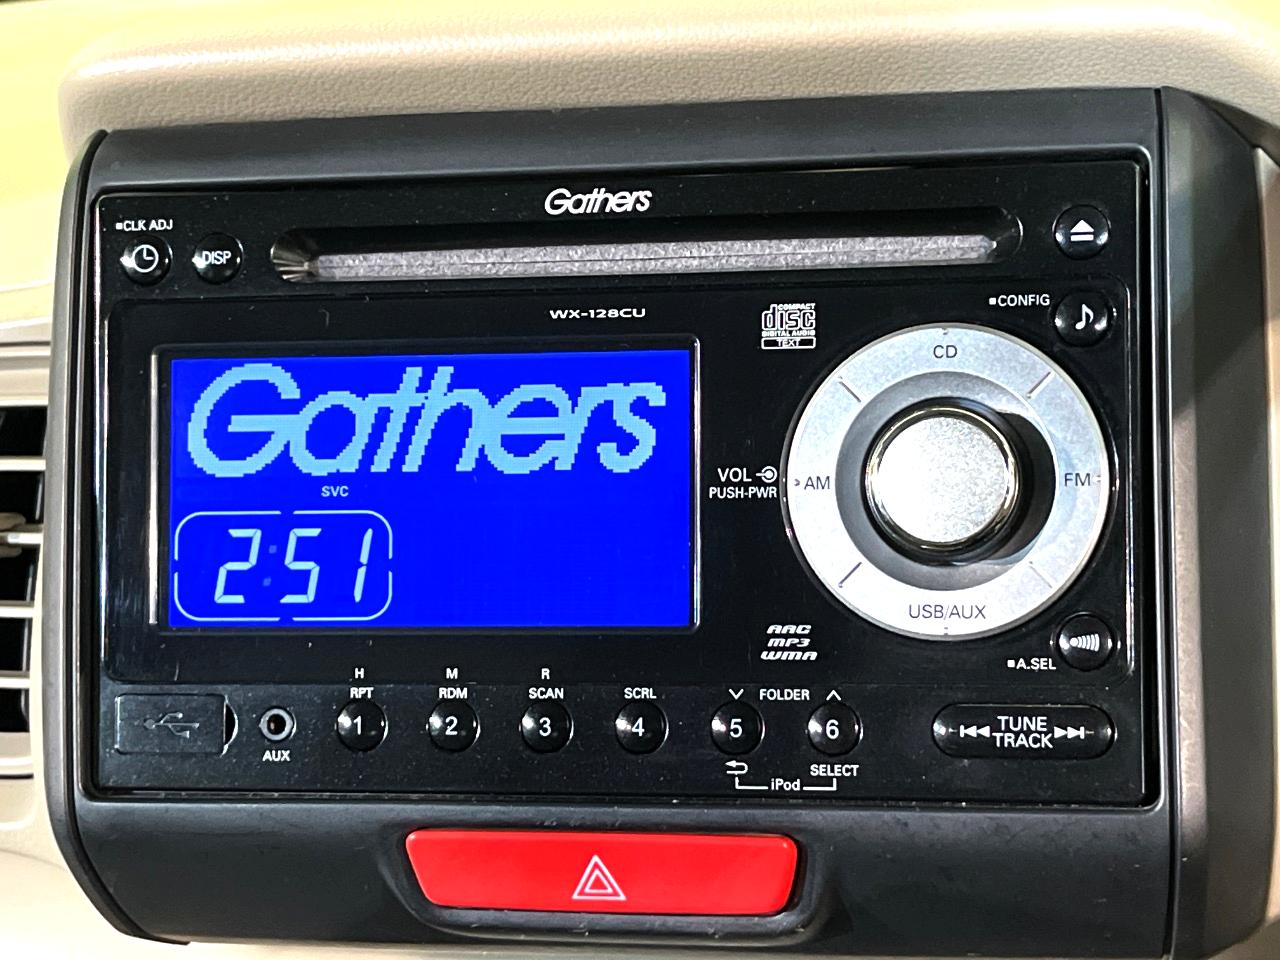 Gathers
■CLK ADJ
DISP
WX-128CU
COMPACT
disc
DIGITAL AUDIO
TEXT
■CONFIG
CD
Gathers
SVC
2:51
VOL
PUSH-PWR
AM
FM
USB/AUX
AAC
MP3
WMA
■A.SEL
H M R
RPT RDM SCAN SCRL FOLDER
1 2 3 4 5 6
TUNE
TRACK
AUX
SELECT
iPod